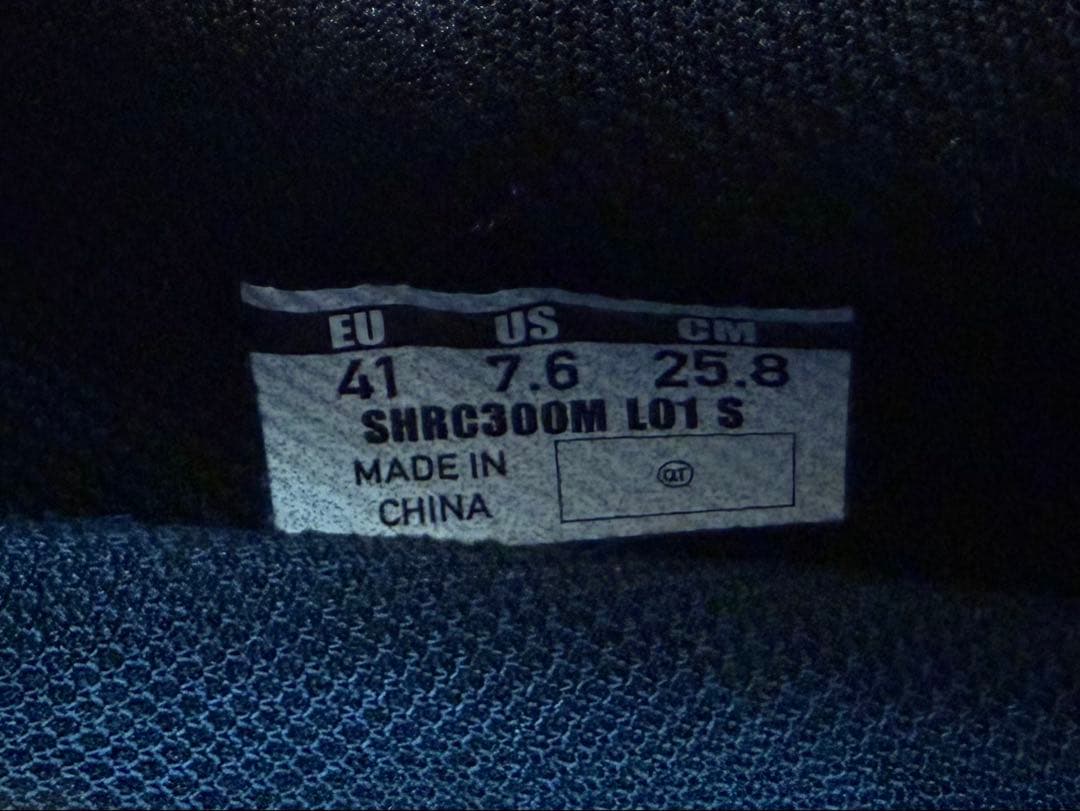 EU US CM
41 7.6 25.8
SHRC300M L01 S
MADE IN
CHINA
QT